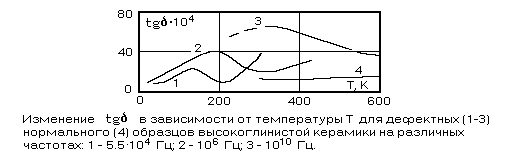 80
tgδ·10⁴
3
40
2
1
4
0
T, K
0
200
400
600
Изменение tgδ в зависимости от температуры T для дефектных (1-3)
нормального (4) образцов высокоглинистой керамики на различных
частотах: 1 - 5.5·10⁴ Гц; 2 - 10⁶ Гц; 3 - 10¹⁰ Гц.